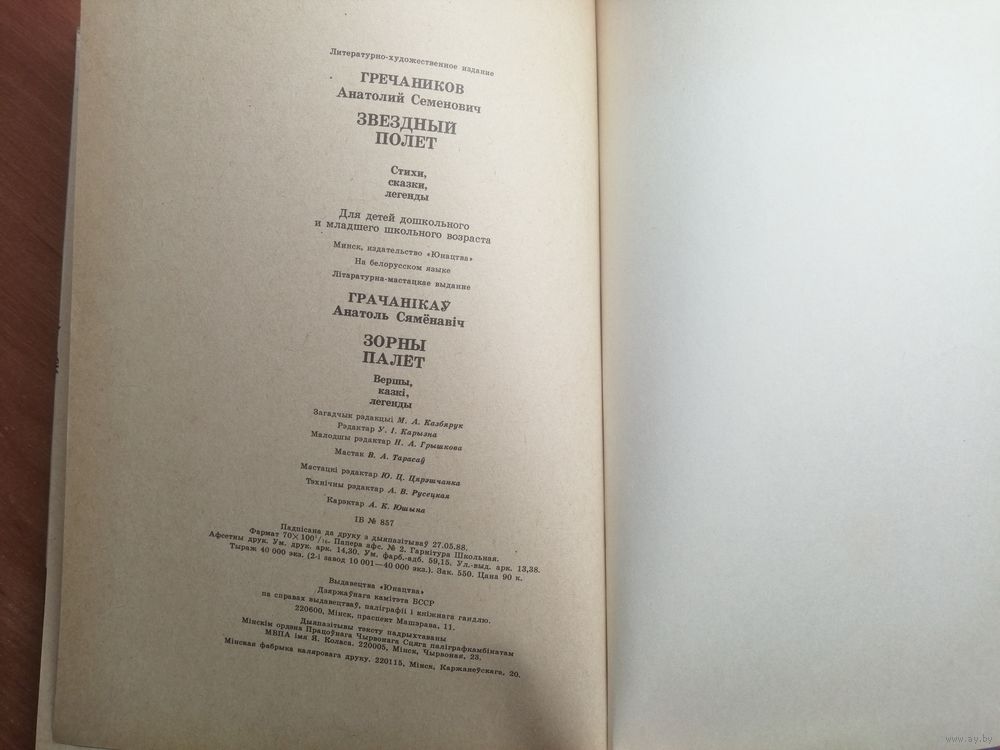 Литературно-художественное издание
ГРЕЧАНИКОВ
Анатолий Семенович
ЗВЕЗДНЫЙ
ПОЛЕТ
Стихи,
сказки,
легенды
Для детей дошкольного
и младшего школьного возраста
Минск, издательство «Юнацтва»
На белорусском языке
Літаратурна-мастацкае выданне
ГРАЧАНІКАЎ
Анатоль Сямёнавіч
ЗОРНЫ
ПАЛЁТ
Вершы,
казкі,
легенды
Загадчык рэдакцыі М. А. Казбярук
Рэдактар У. І. Карызна
Малодшы рэдактар Н. А. Грышкова
Мастак В. А. Тарасаў
Мастацкі рэдактар Ю. Ц. Цярэшчанка
Тэхнічны рэдактар А. В. Русецкая
Карэктар А. К. Юшына
ІБ № 857
Падпісана да друку з дыяпазітываў 27.05.88.
Фармат 70×100¹/₁₆. Папера афс. № 2. Гарнітура Школьная.
Афсетны друк. Ум. друк. арк. 14,30. Ум. фарб.-адб. 59,15. Ул.-выд. арк. 13,38.
Тыраж 40 000 экз. (2-і завод 10 001—40 000 экз.). Зак. 550. Цана 90 к.
Выдавецтва «Юнацтва»
Дзяржаўнага камітэта БССР
па справах выдавецтваў, паліграфіі і кніжнага гандлю.
220600, Мінск, праспект Машэрава, 11.
Дыяпазітывы тэксту падрыхтаваны
Мінскім ордэна Працоўнага Чырвонага Сцяга паліграфкамбінатам
МВПА імя Я. Коласа. 220005, Мінск, Чырвоная, 23.
Мінская фабрыка каляровага друку. 220115, Мінск, Каржанеўскага, 20.
www.ay.by